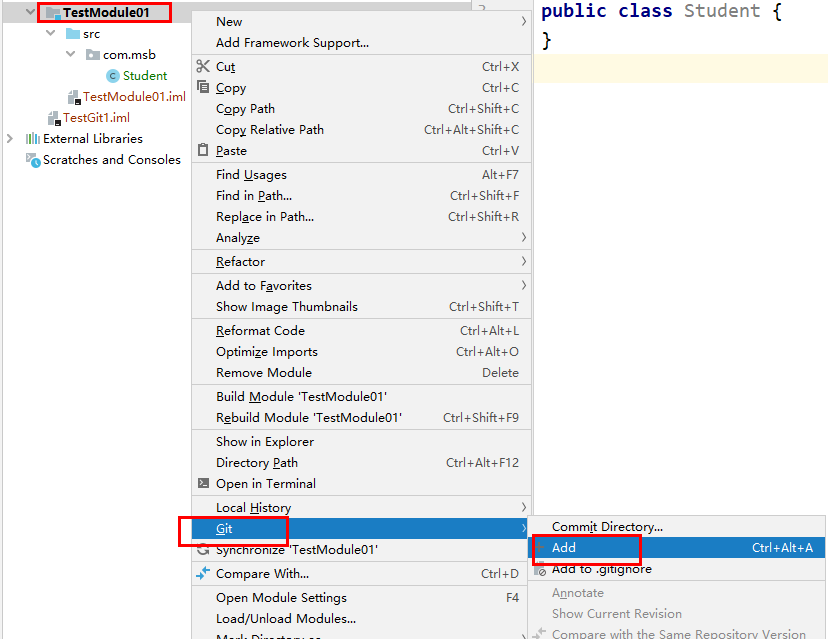 TestModule01
src
com.msb
Student
TestModule01.iml
TestGit1.iml
External Libraries
Scratches and Consoles
New
Add Framework Support...
Cut Ctrl+X
Copy Ctrl+C
Copy Path Ctrl+Shift+C
Copy Relative Path Ctrl+Alt+Shift+C
Paste Ctrl+V
Find Usages Alt+F7
Find in Path... Ctrl+Shift+F
Replace in Path... Ctrl+Shift+R
Analyze
Refactor
Add to Favorites
Show Image Thumbnails Ctrl+Shift+T
Reformat Code Ctrl+Alt+L
Optimize Imports Ctrl+Alt+O
Remove Module Delete
Build Module 'TestModule01'
Rebuild Module 'TestModule01' Ctrl+Shift+F9
Show in Explorer
Directory Path Ctrl+Alt+F12
Open in Terminal
Local History
Git
Synchronize 'TestModule01'
Compare With... Ctrl+D
Open Module Settings F4
Load/Unload Modules...
public class Student {
}
Commit Directory...
Add Ctrl+Alt+A
Add to .gitignore
Annotate
Show Current Revision
Compare with the Same Repository Version